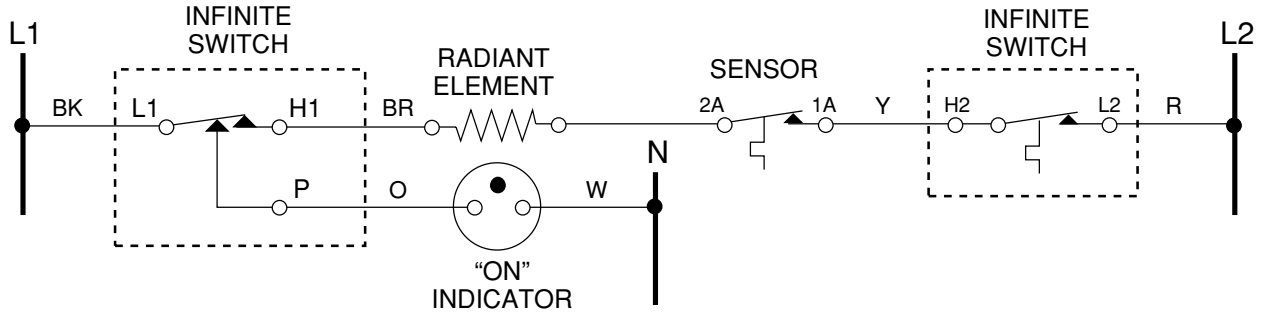 INFINITE
SWITCH
L1
RADIANT
ELEMENT
SENSOR
INFINITE
SWITCH
L2
BK
L1
H1
BR
2A
1A
Y
H2
L2
R
N
P
O
W
“ON”
INDICATOR